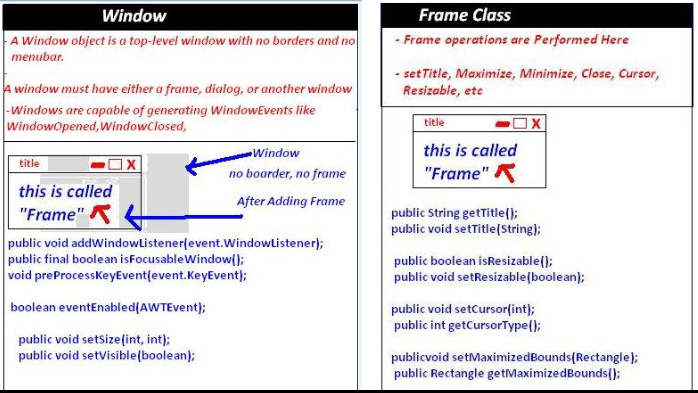 Window
- A Window object is a top-level window with no borders and no
menubar.
-
A window must have either a frame, dialog, or another window
-Windows are capable of generating WindowEvents like
WindowOpened,WindowClosed,
title
X
this is called
"Frame"
Window
no boarder, no frame
After Adding Frame
public void addWindowListener(event.WindowListener);
public final boolean isFocusableWindow();
void preProcessKeyEvent(event.KeyEvent);
boolean eventEnabled(AWTEvent);
public void setSize(int, int);
public void setVisible(boolean);
Frame Class
- Frame operations are Performed Here
- setTitle, Maximize, Minimize, Close, Cursor,
Resizable, etc
title
X
this is called
"Frame"
public String getTitle();
public void setTitle(String);
public boolean isResizable();
public void setResizable(boolean);
public void setCursor(int);
public int getCursorType();
publicvoid setMaximizedBounds(Rectangle);
public Rectangle getMaximizedBounds();